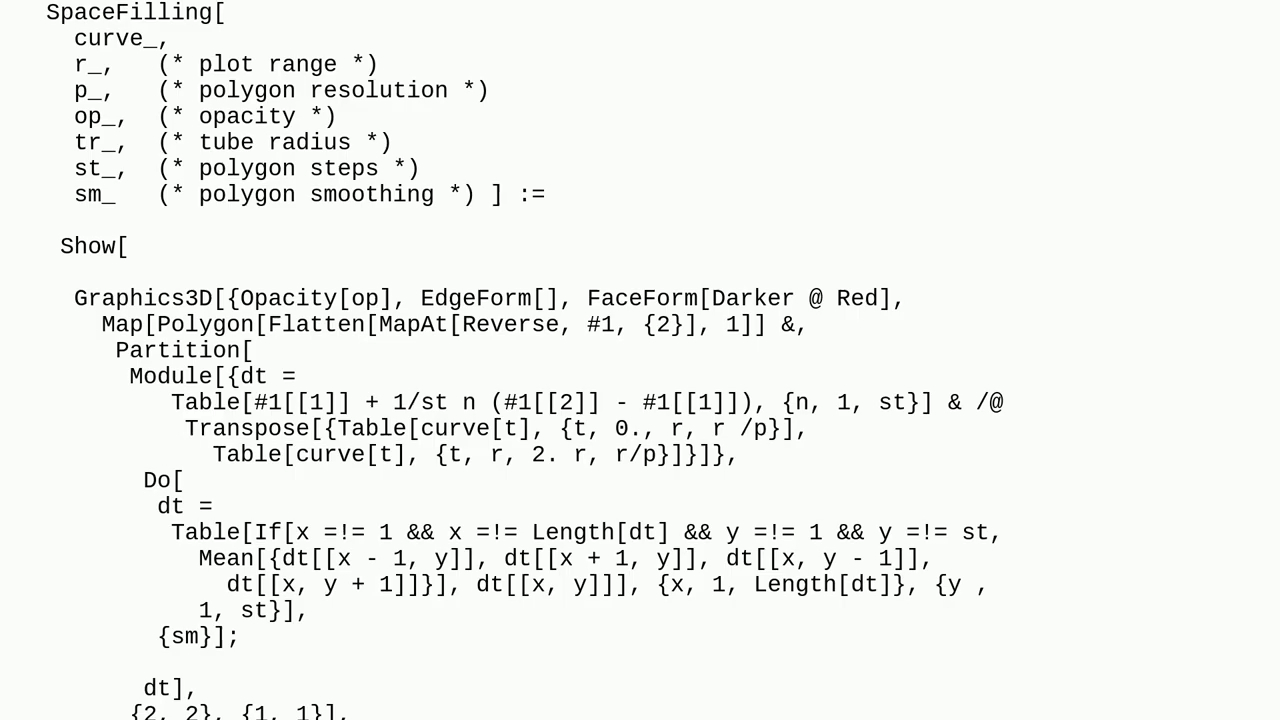 SpaceFilling[
curve_,
r_,   (* plot range *)
p_,   (* polygon resolution *)
op_,  (* opacity *)
tr_,  (* tube radius *)
st_,  (* polygon steps *)
sm_   (* polygon smoothing *) ] :=
Show[
Graphics3D[{Opacity[op], EdgeForm[], FaceForm[Darker @ Red],
Map[Polygon[Flatten[MapAt[Reverse, #1, {2}], 1]] &,
Partition[
Module[{dt =
Table[#1[[1]] + 1/st n (#1[[2]] - #1[[1]]), {n, 1, st}] & /@
Transpose[{Table[curve[t], {t, 0., r, r /p}],
Table[curve[t], {t, r, 2. r, r/p}]}]},
Do[
dt =
Table[If[x =!= 1 && x =!= Length[dt] && y =!= 1 && y =!= st,
Mean[{dt[[x - 1, y]], dt[[x + 1, y]], dt[[x, y - 1]],
dt[[x, y + 1]]}], dt[[x, y]]], {x, 1, Length[dt]}, {y ,
1, st}],
{sm}];
dt],
{2, 2}, {1, 1}],